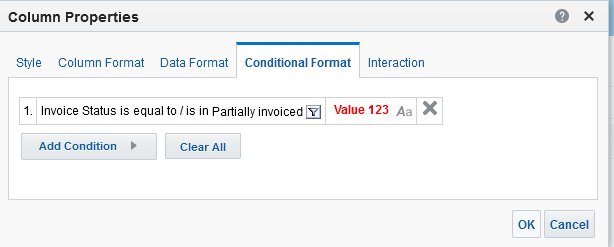 Column Properties
Style Column Format Data Format Conditional Format Interaction
1. Invoice Status is equal to / is in Partially invoiced Value 123 Aa
Add Condition Clear All
OK Cancel